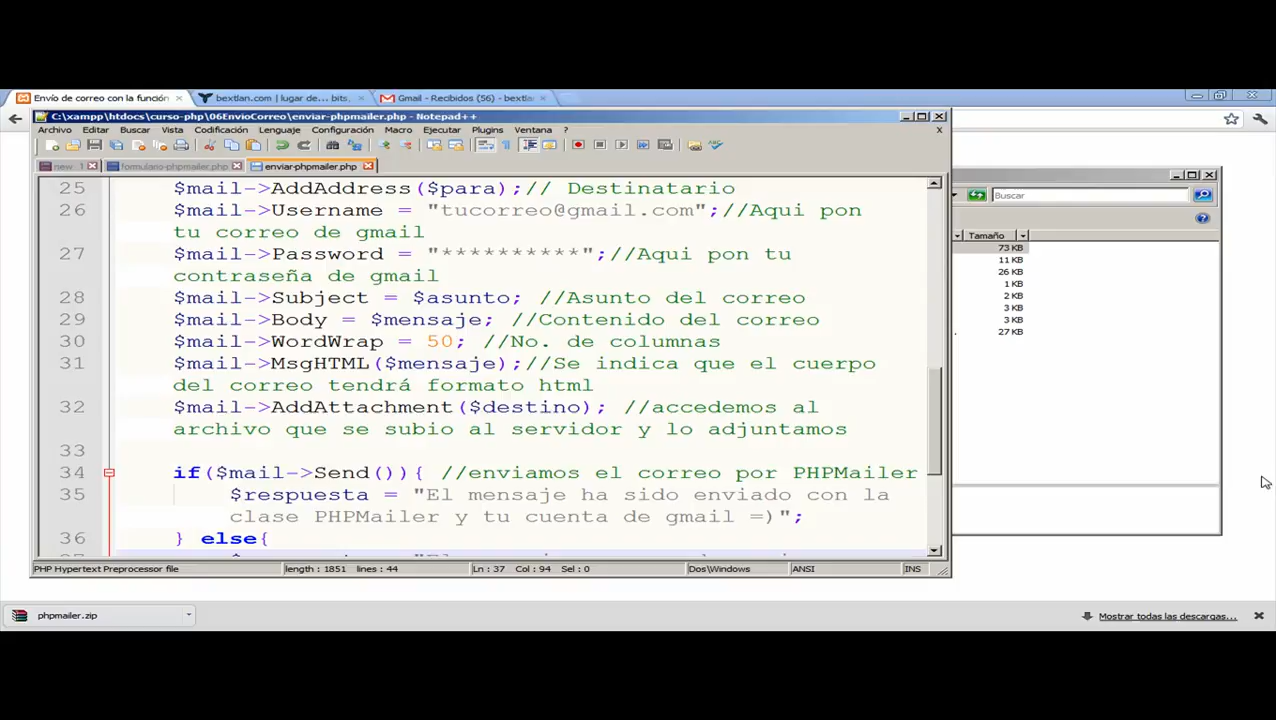 Envío de correo con la función
bextlan.com | lugar de... bits,
Gmail - Recibidos (56) - bextlan
C:\xampp\htdocs\curso-php\06EnvioCorreo\enviar-phpmailer.php - Notepad++
Archivo Editar Buscar Vista Codificación Lenguaje Configuración Macro Ejecutar Plugins Ventana ?
new 1 formulario-phpmailer.php enviar-phpmailer.php
Buscar
25 $mail->AddAddress($para);// Destinatario
26 $mail->Username = "tucorreo@gmail.com";//Aqui pon
tu correo de gmail
27 $mail->Password = "**********";//Aqui pon tu
contraseña de gmail
28 $mail->Subject = $asunto; //Asunto del correo
29 $mail->Body = $mensaje; //Contenido del correo
30 $mail->WordWrap = 50; //No. de columnas
31 $mail->MsgHTML($mensaje);//Se indica que el cuerpo
del correo tendrá formato html
32 $mail->AddAttachment($destino); //accedemos al
archivo que se subio al servidor y lo adjuntamos
33
34 if($mail->Send()){ //enviamos el correo por PHPMailer
35 $respuesta = "El mensaje ha sido enviado con la
clase PHPMailer y tu cuenta de gmail =)";
36 } else{
Tamaño
73 KB
11 KB
26 KB
1 KB
2 KB
3 KB
3 KB
27 KB
PHP Hypertext Preprocessor file length : 1851 lines : 44 Ln : 37 Col : 94 Sel : 0 Dos\Windows ANSI INS
phpmailer.zip
Mostrar todas las descargas...